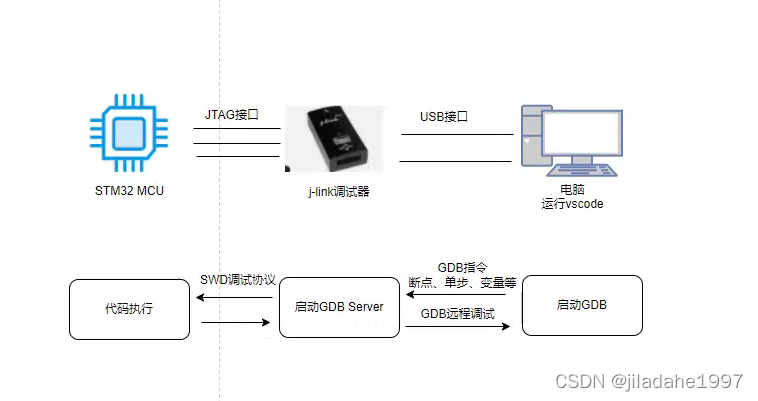 JTAG接口
USB接口
j-link
STM32 MCU
j-link调试器
电脑
运行vscode
SWD调试协议
GDB指令
断点、单步、变量等
代码执行
启动GDB Server
启动GDB
GDB远程调试
CSDN @jiladahe1997